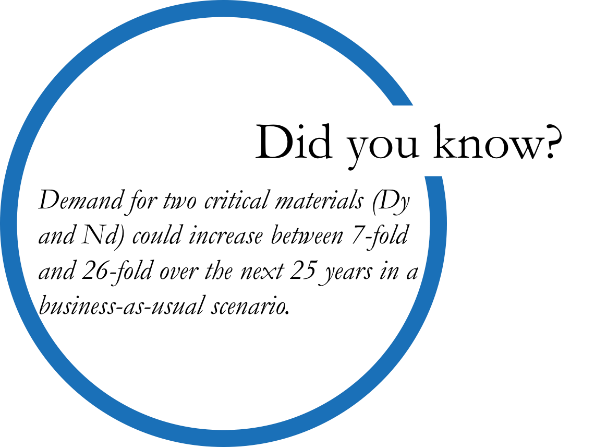 Did you know?
Demand for two critical materials (Dy
and Nd) could increase between 7-fold
and 26-fold over the next 25 years in a
business-as-usual scenario.